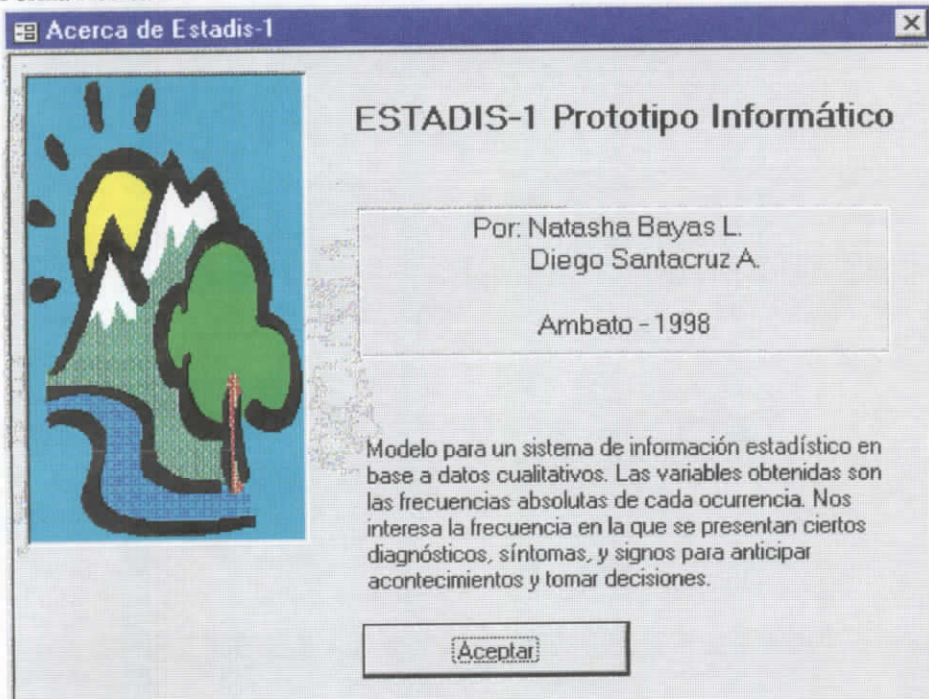 Acerca de Estadis-1
ESTADIS-1 Prototipo Informático
Por: Natasha Bayas L.
Diego Santacruz A.
Ambato - 1998
Modelo para un sistema de información estadístico en
base a datos cualitativos. Las variables obtenidas son
las frecuencias absolutas de cada ocurrencia. Nos
interesa la frecuencia en la que se presentan ciertos
diagnósticos, síntomas, y signos para anticipar
acontecimientos y tomar decisiones.
Aceptar